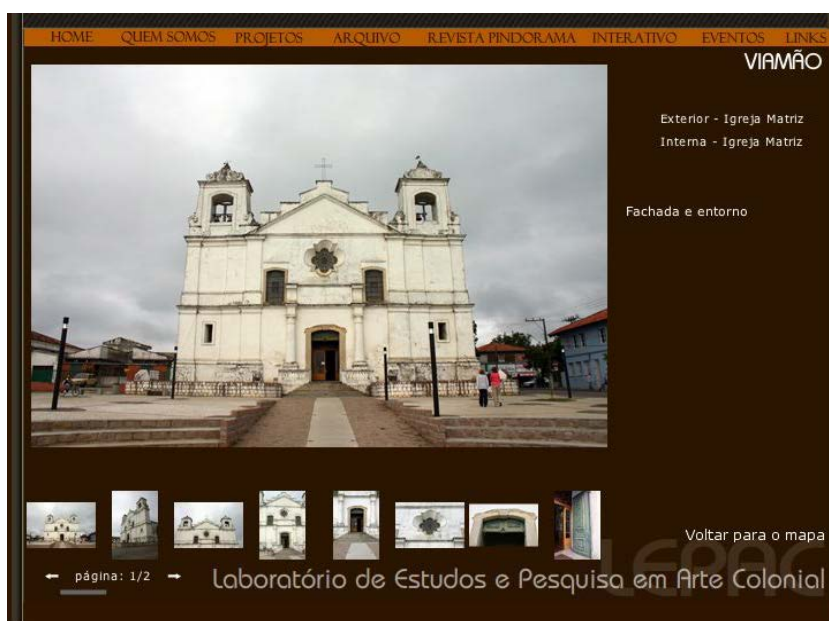 HOME QUEM SOMOS PROJETOS ARQUIVO REVISTA PINDORAMA INTERATIVO EVENTOS LINKS
VIAMÃO
Exterior - Igreja Matriz
Interna - Igreja Matriz
Fachada e entorno
Voltar para o mapa
LEPAC
página: 1/2
Laboratório de Estudos e Pesquisa em Arte Colonial